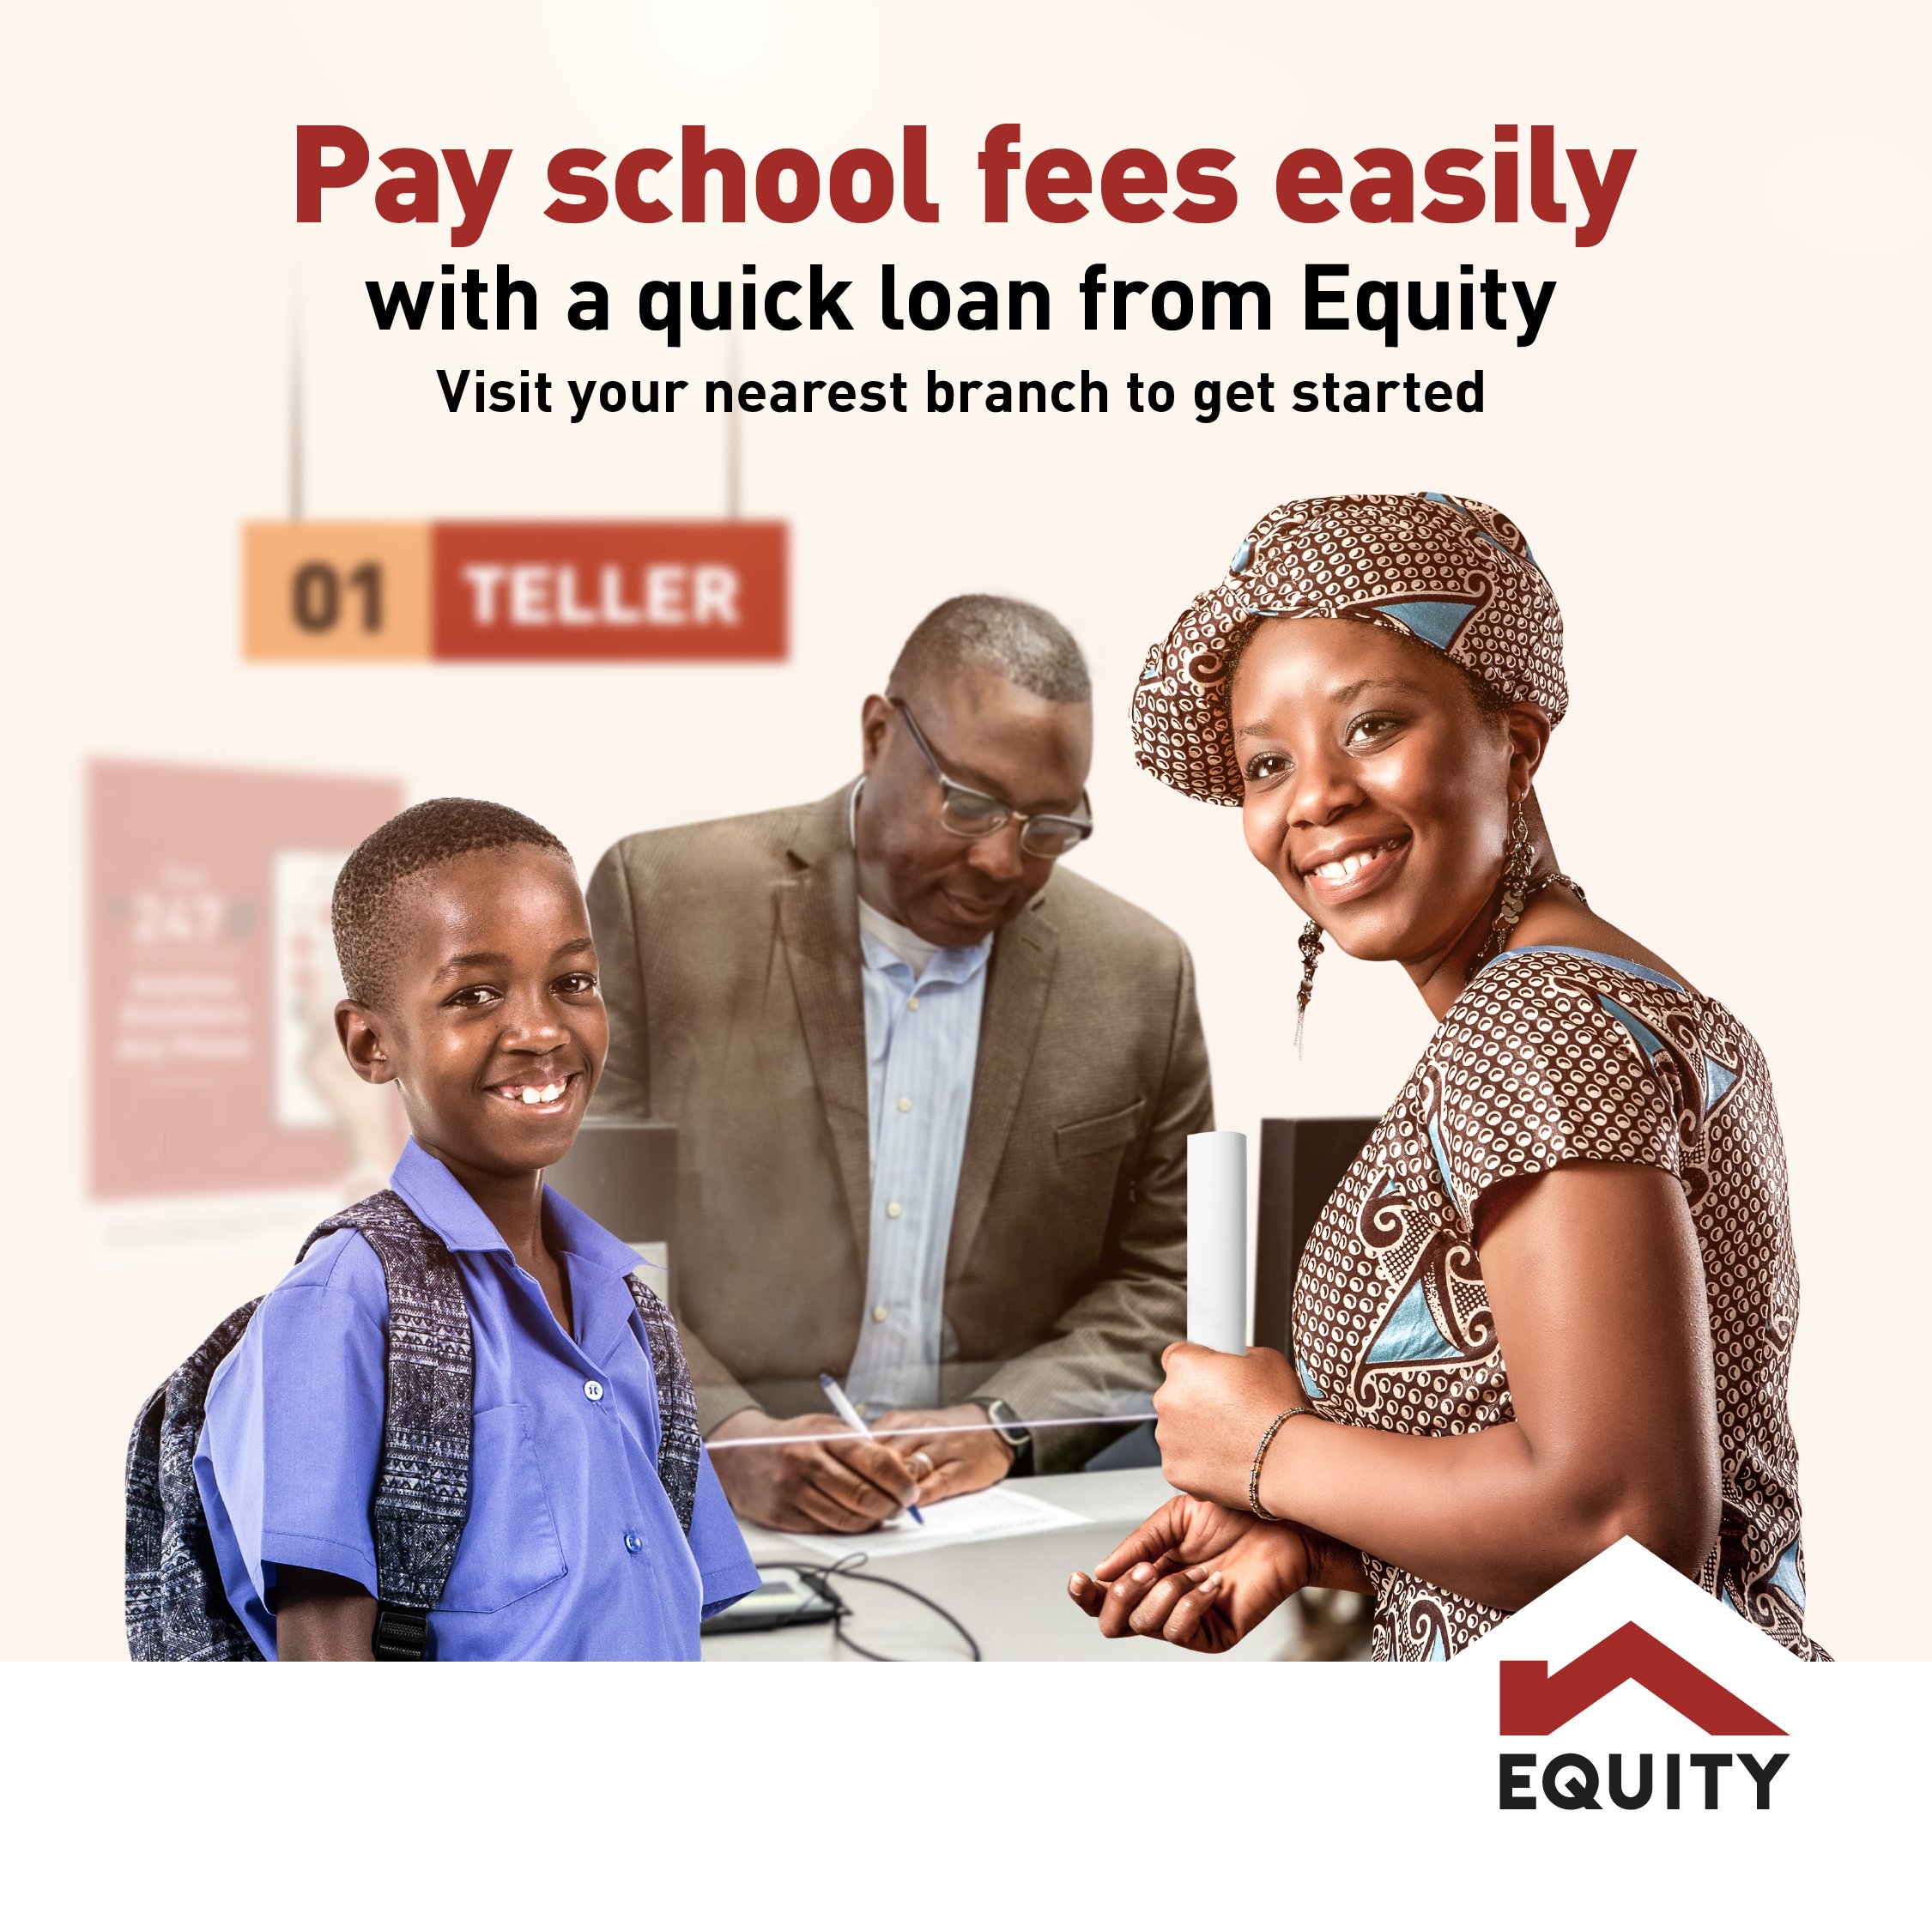 Pay school fees easily
with a quick loan from Equity
Visit your nearest branch to get started
01 TELLER
247
EQUITY